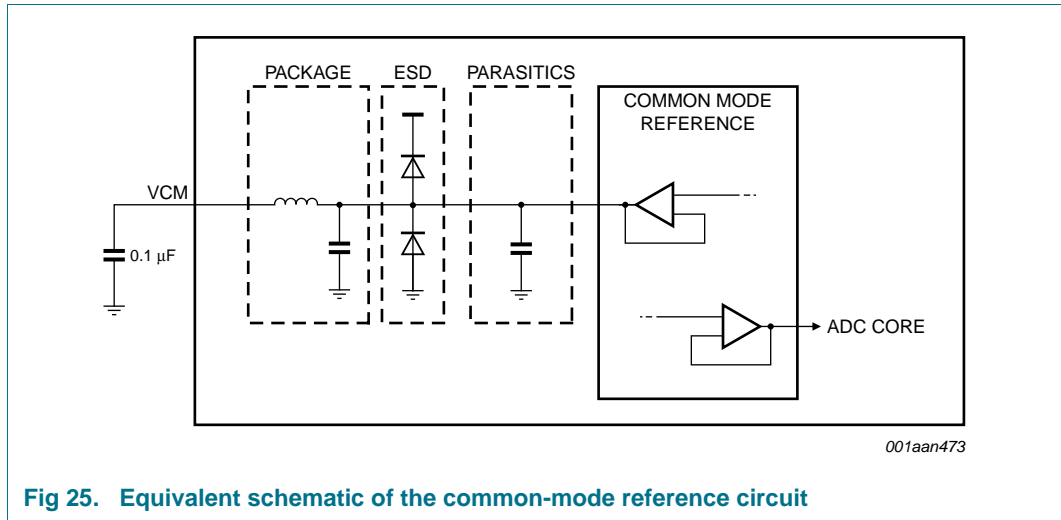 PACKAGE
ESD
PARASITICS
COMMON MODE
REFERENCE
VCM
0.1 μF
ADC CORE
001aan473
Fig 25. Equivalent schematic of the common-mode reference circuit